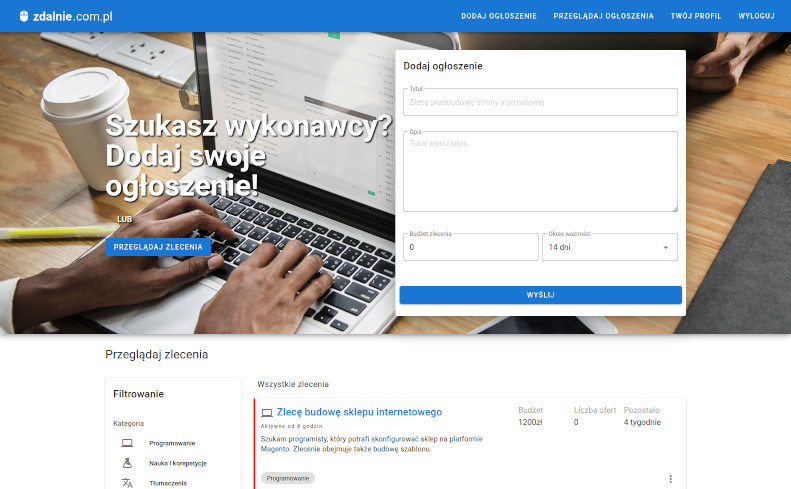 zdalnie.com.pl
DODAJ OGŁOSZENIE
PRZEGLĄDAJ OGŁOSZENIA
TWÓJ PROFIL
WYLOGUJ
Szukasz wykonawcy?
Dodaj swoje
ogłoszenie!
LUB
PRZEGLĄDAJ ZLECENIA
Dodaj ogłoszenie
Tytuł
Zlecę przebudowę strony internetowej
Opis
Tutaj wpisz opis
Budżet zlecenia
0
Okres ważności
14 dni
WYŚLIJ
Przeglądaj zlecenia
Filtrowanie
Kategoria
Programowanie
Nauka i korepetycje
Tłumaczenia
Wszystkie zlecenia
Zlecę budowę sklepu internetowego
Aktywne od 8 godzin
Szukam programisty, który potrafi skonfigurować sklep na platformie
Magento. Zlecenie obejmuje także budowę szablonu.
Programowanie
Budżet
1200zł
Liczba ofert
0
Pozostało
4 tygodnie